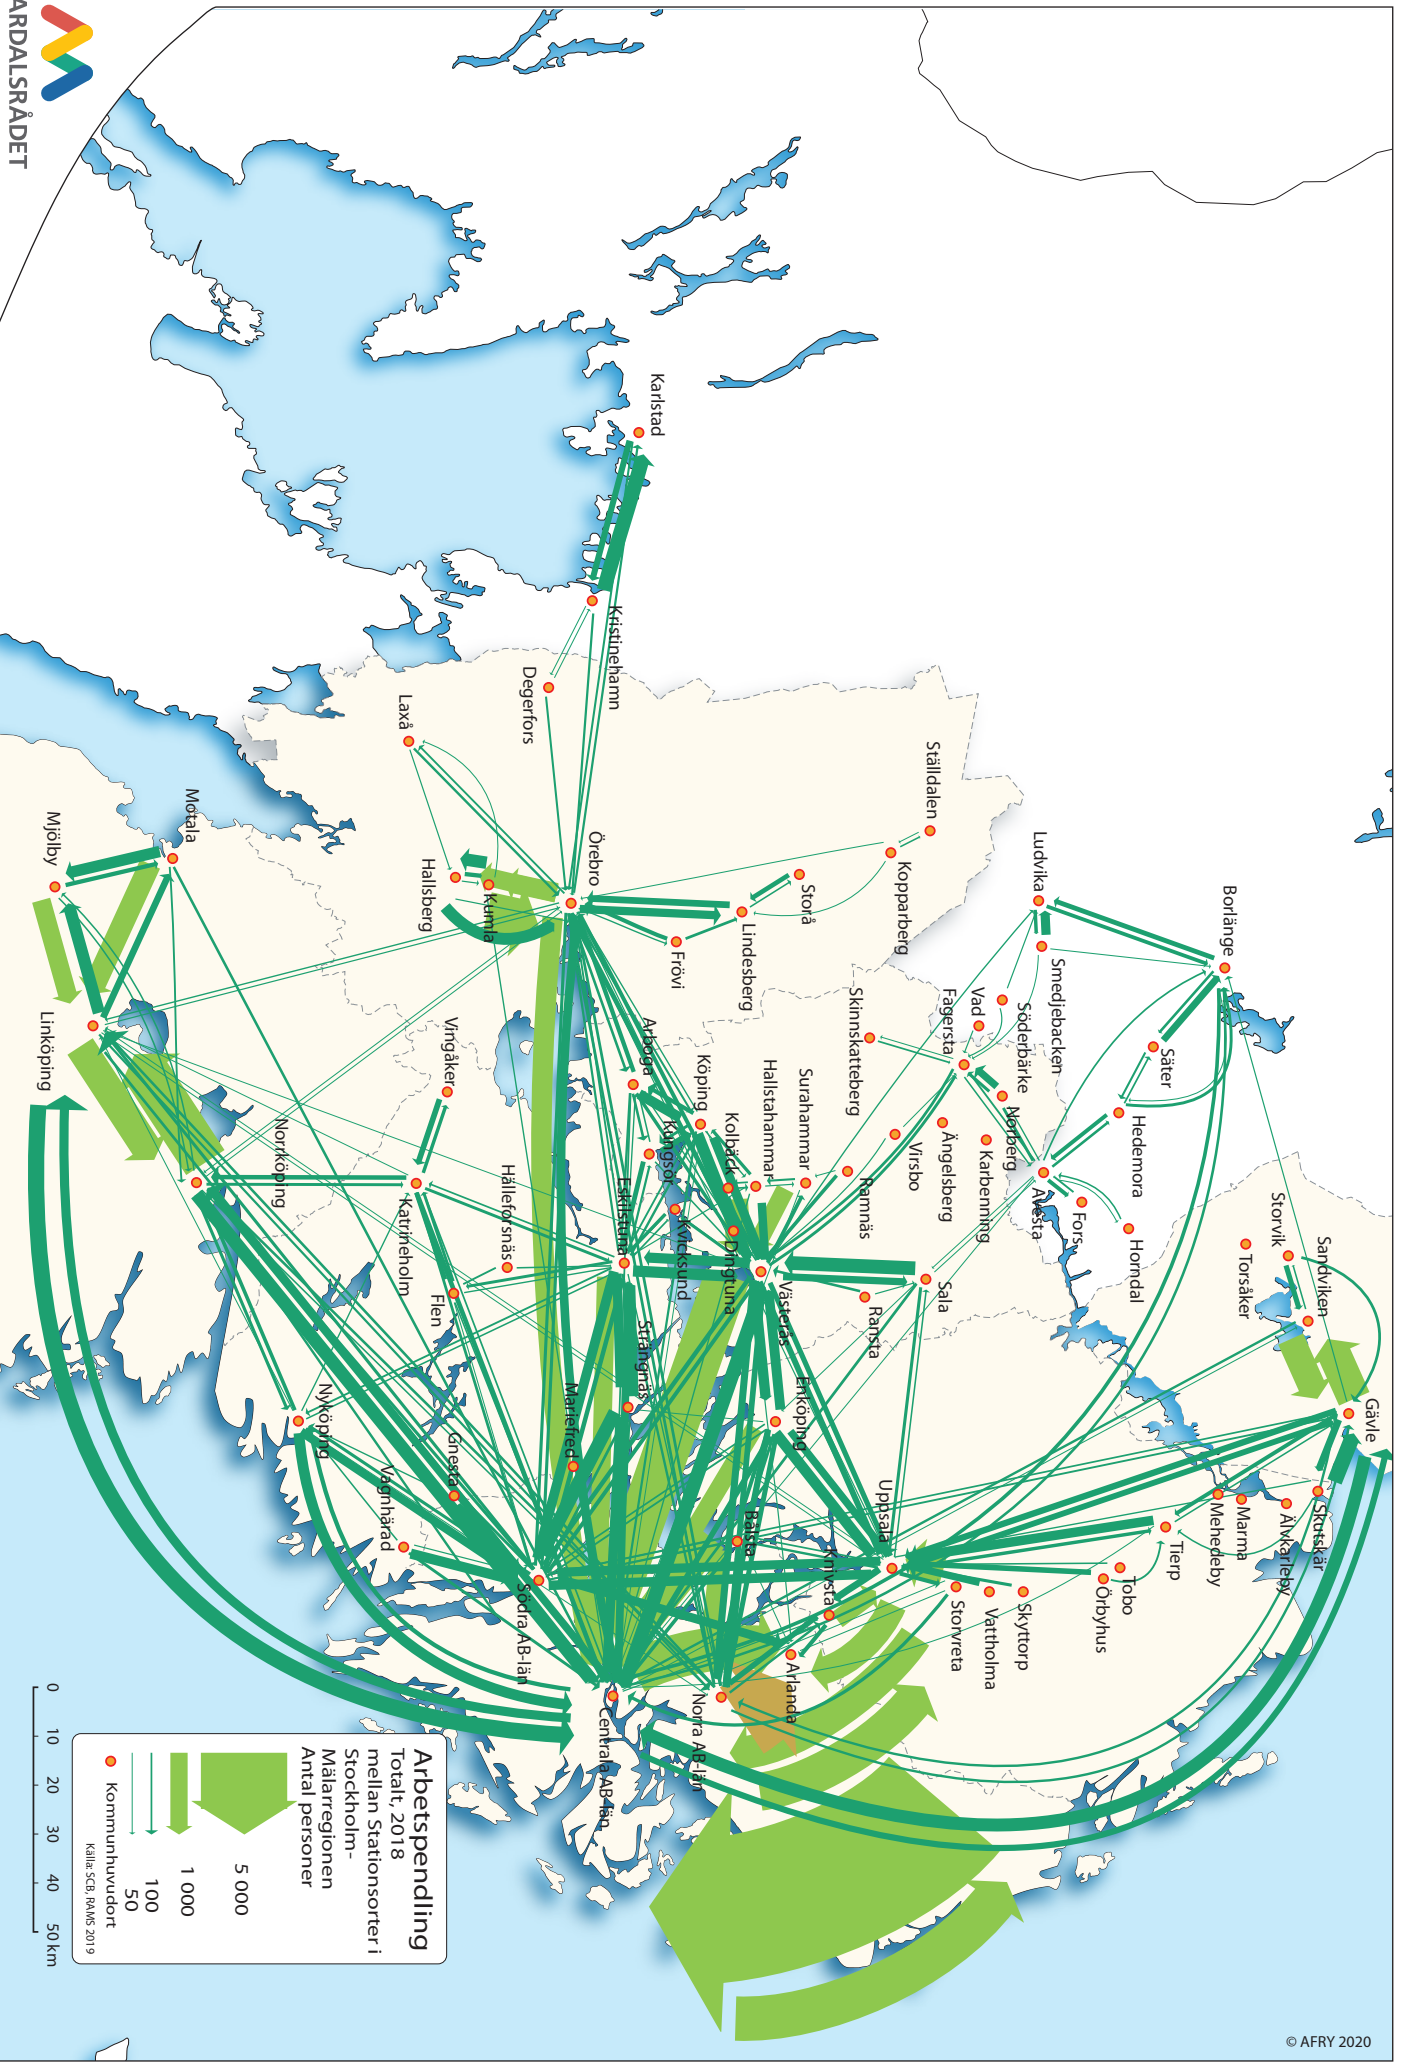 ARDALSRÅDET
Karlstad
Kristinehamn
Degerfors
Laxå
Ställdalen
Kopparberg
Storå
Lindesberg
Frövi
Örebro
Kumla
Hallsberg
Motala
Mjölby
Linköping
Norrköping
Vingåker
Katrineholm
Flen
Hälleforsnäs
Arboga
Köping
Kungsör
Kolbäck
Hallstahammar
Surahammar
Skinnskatteberg
Kvicksund
Dingtuna
Eskilstuna
Strängnäs
Mariefred
Nyköping
Gnesta
Vagnhärad
Södra AB-län
Centrala AB-län
Norra AB-län
Arlanda
Knivsta
Bålsta
Enköping
Västerås
Ransta
Sala
Ramnäs
Virsbo
Ängelsberg
Karbenning
Norberg
Fagersta
Vad
Söderbärke
Smedjebacken
Ludvika
Borlänge
Säter
Hedemora
Avesta
Fors
Horndal
Storvik
Torsåker
Sandviken
Gävle
Skutskär
Älvkarleby
Marma
Mehedeby
Tierp
Tobo
Örbyhus
Skyttorp
Vattholma
Storvreta
Uppsala
Arbetspendling
Totalt, 2018
mellan Stationsorter i
Stockholm-
Mälarregionen
Antal personer
5 000
1 000
100
50
Kommunhuvudort
Källa: SCB, RAMS 2019
0 10 20 30 40 50 km
© AFRY 2020